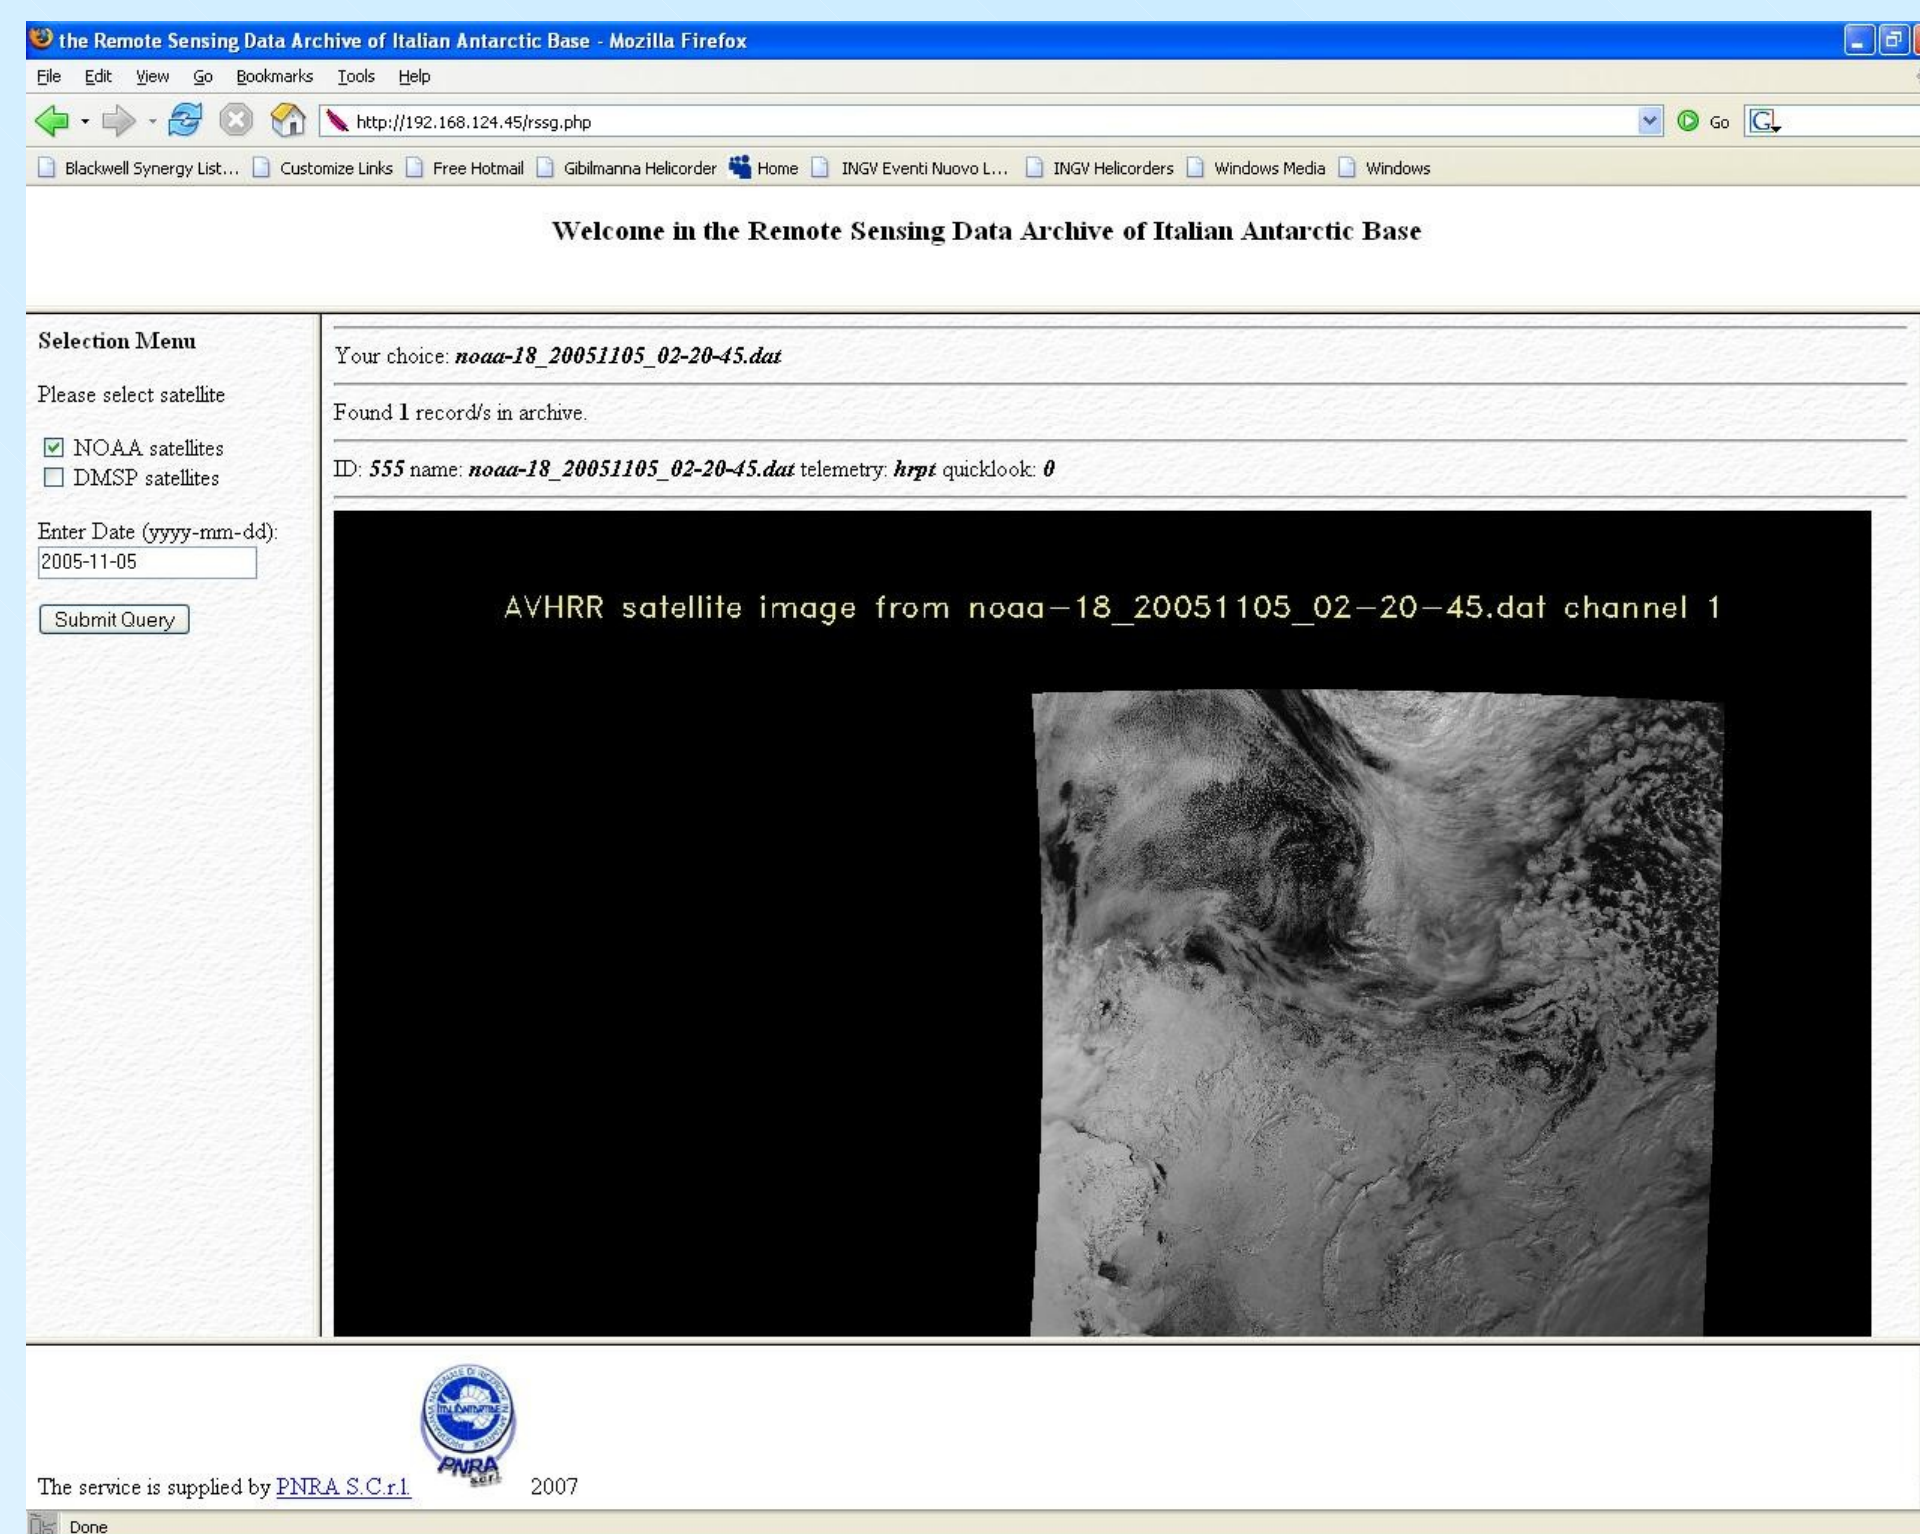 the Remote Sensing Data Archive of Italian Antarctic Base - Mozilla Firefox
File Edit View Go Bookmarks Tools Help
http://192.168.124.45/rssg.php Go G
Blackwell Synergy List... Customize Links Free Hotmail Gibilmanna Helicorder Home INGV Eventi Nuovo L... INGV Helicorders Windows Media Windows
Welcome in the Remote Sensing Data Archive of Italian Antarctic Base
Selection Menu
Please select satellite
NOAA satellites
DMSP satellites
Enter Date (yyyy-mm-dd):
2005-11-05
Submit Query
Your choice: noaa-18_20051105_02-20-45.dat
Found 1 record/s in archive.
ID: 555 name: noaa-18_20051105_02-20-45.dat telemetry: hrpt quicklook: 0
AVHRR satellite image from noaa-18_20051105_02-20-45.dat channel 1
PNRA
scrl
The service is supplied by PNRA S.C.r.l. 2007
Done